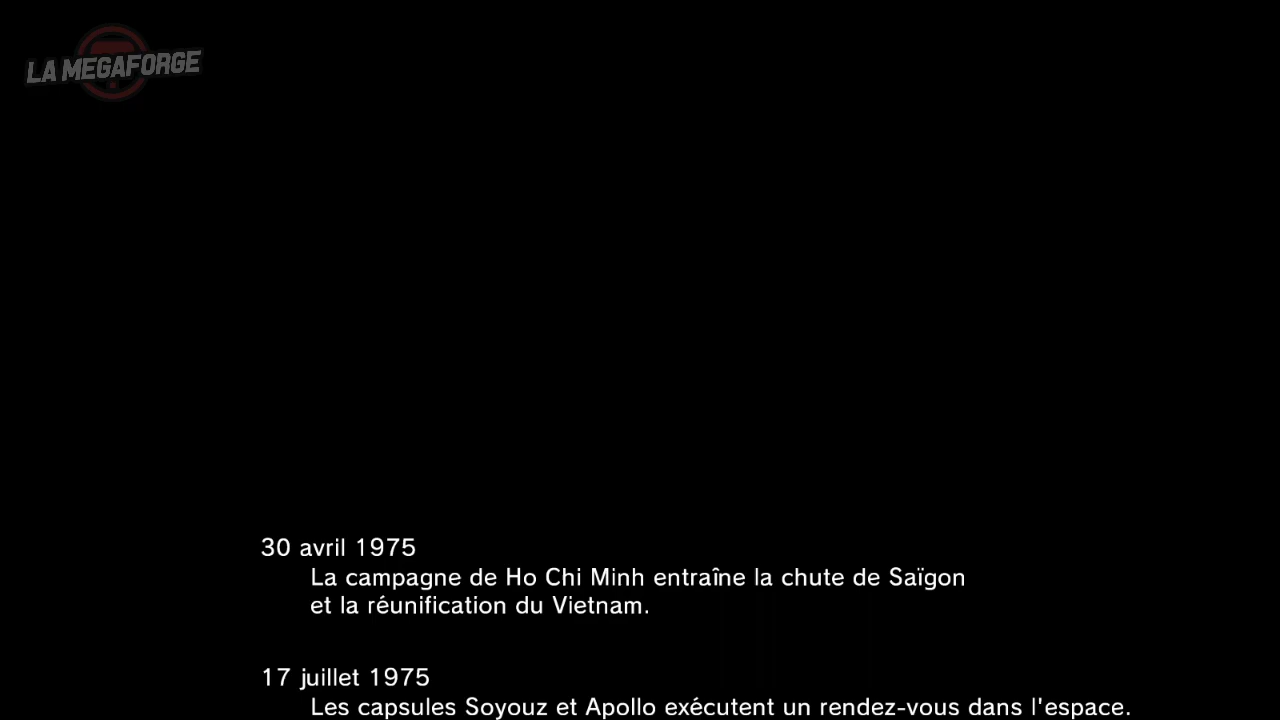 LA MEGAFORGE
30 avril 1975
La campagne de Ho Chi Minh entraîne la chute de Saïgon
et la réunification du Vietnam.
17 juillet 1975
Les capsules Soyouz et Apollo exécutent un rendez-vous dans l'espace.